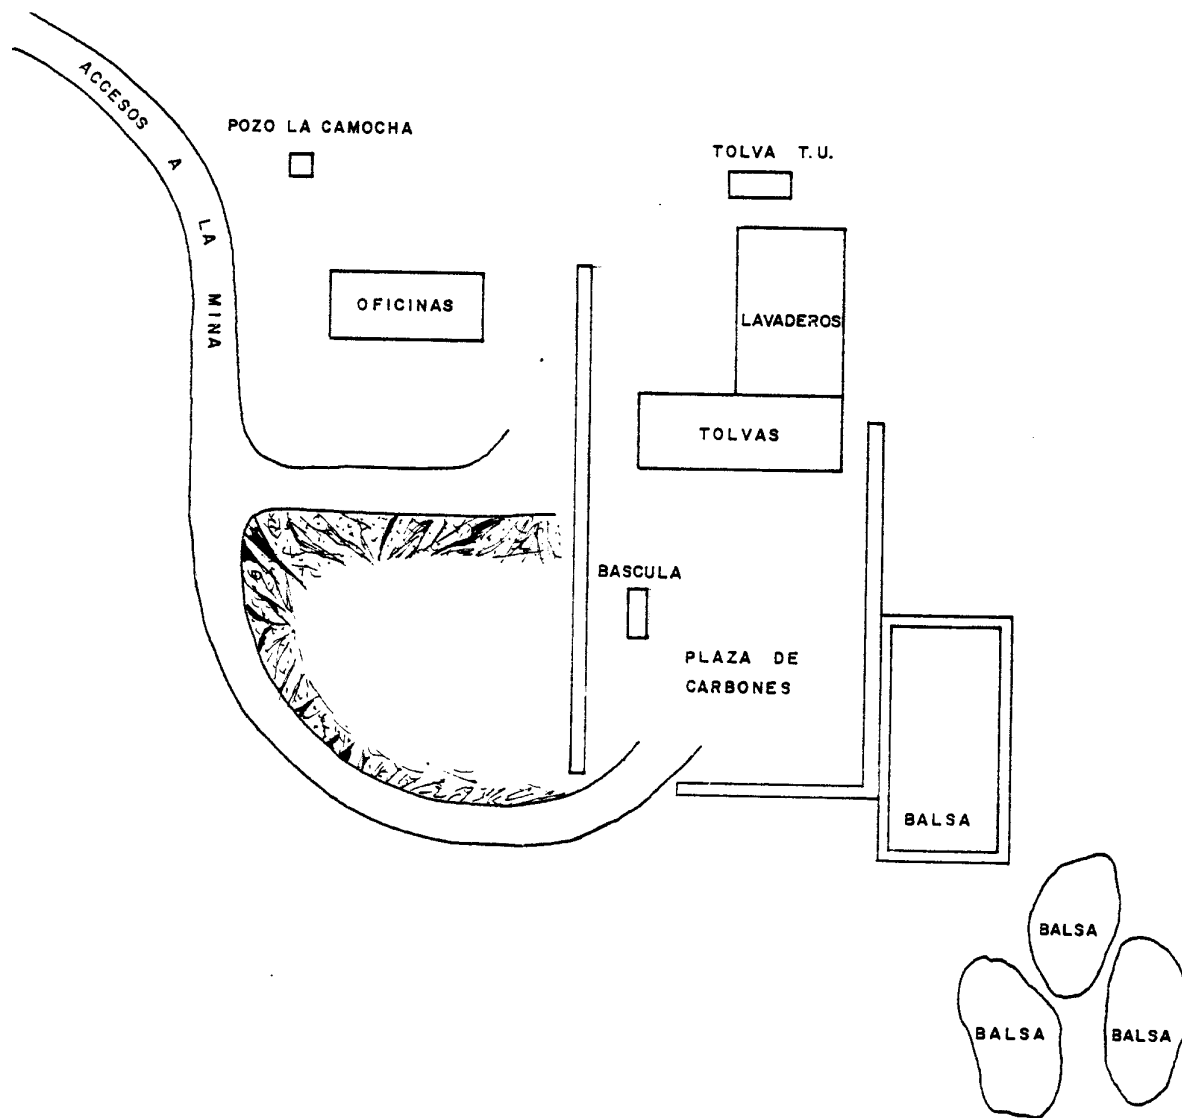 ACCESOS A LA MINA
POZO LA CAMOCHA
TOLVA T.U.
OFICINAS
LAVADEROS
TOLVAS
BASCULA
PLAZA DE
CARBONES
BALSA
BALSA
BALSA
BALSA